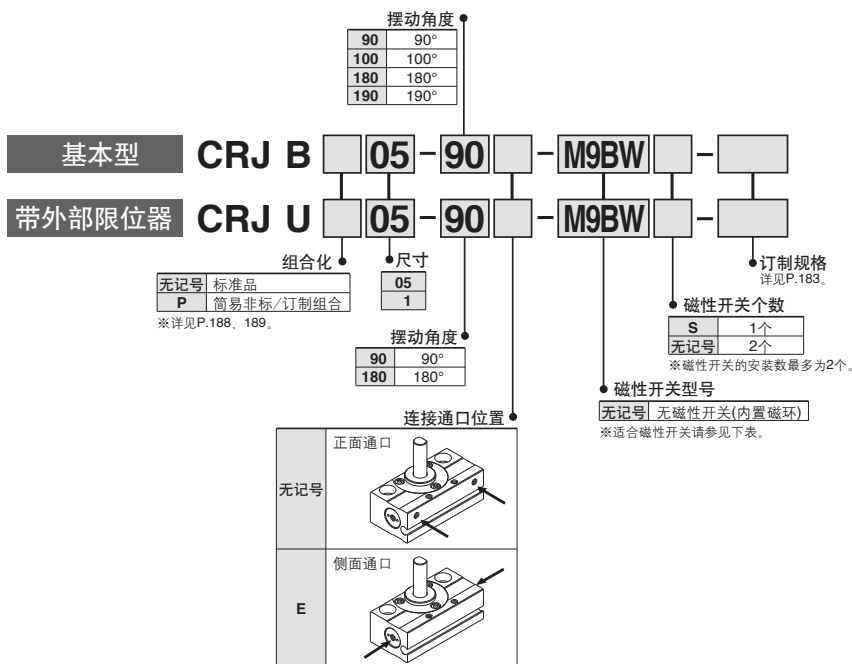 摆动角度
90 90°
100 100°
180 180°
190 190°
基本型 CRJ B 05 - 90 - M9BW -
带外部限位器 CRJ U 05 - 90 - M9BW -
组合化
无记号 标准品
P 简易非标/订制组合
※详见P.188、189。
尺寸
05
1
摆动角度
90 90°
180 180°
订制规格
详见P.183。
磁性开关个数
S 1个
无记号 2个
※磁性开关的安装数最多为2个。
磁性开关型号
无记号 无磁性开关(内置磁环)
※适合磁性开关请参见下表。
连接通口位置
无记号
正面通口
E
侧面通口